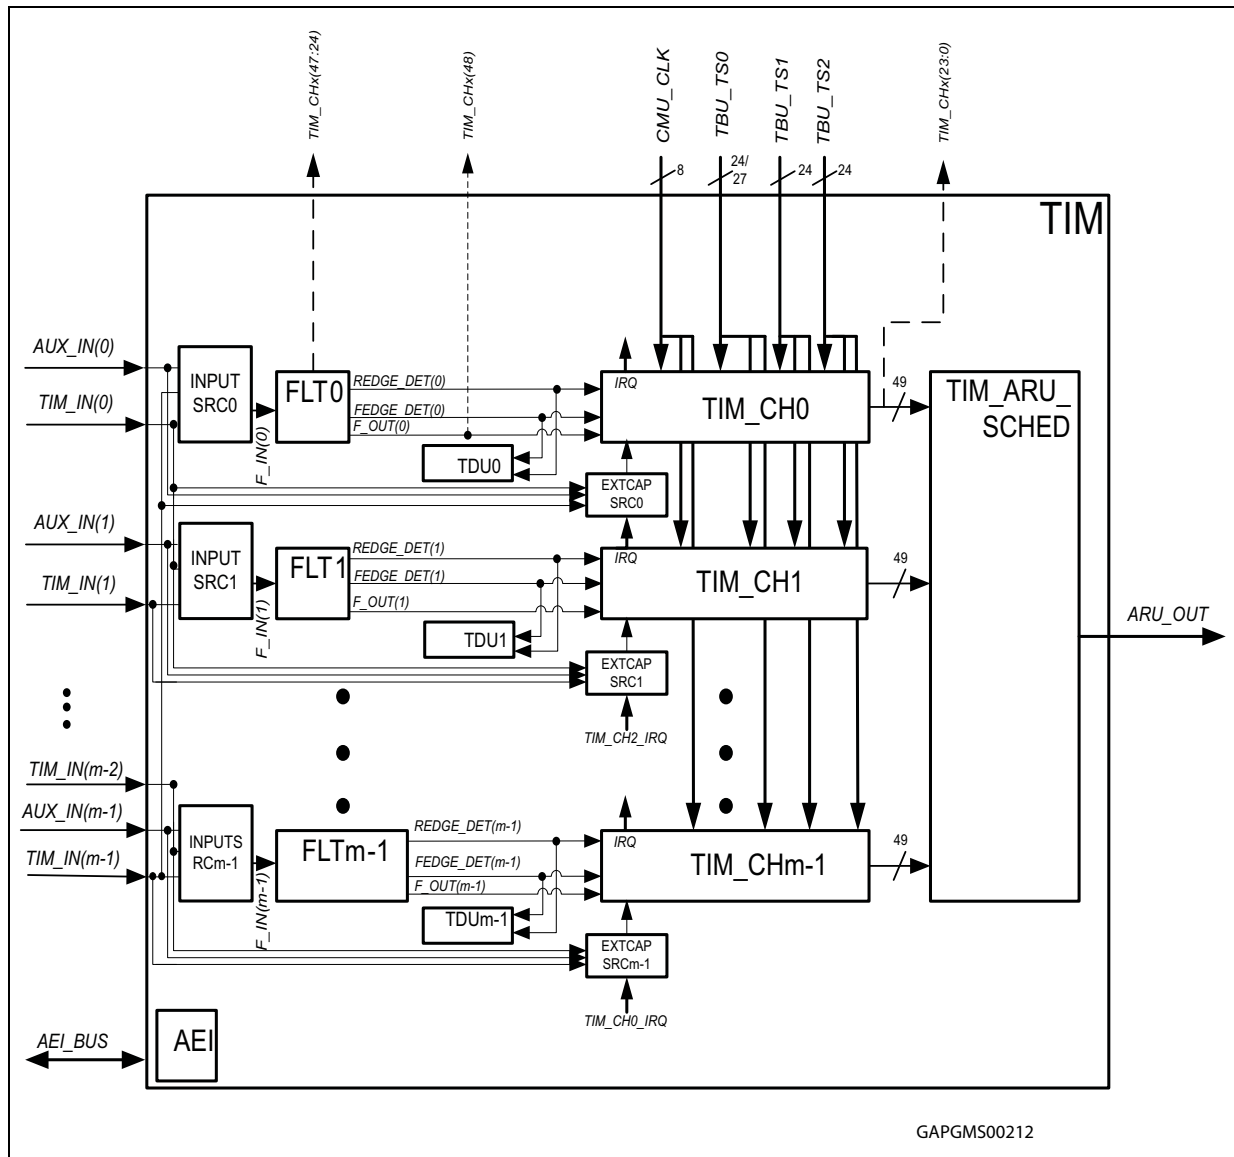 TIM_CHx(47:24)
TIM_CHx(48)
CMU_CLK
TBU_TS0
TBU_TS1
TBU_TS2
TIM_CHx(23:0)
8
24/
27
24
24
TIM
AUX_IN(0)
TIM_IN(0)
INPUT
SRC0
F_IN(0)
FLT0
REDGE_DET(0)
FEDGE_DET(0)
F_OUT(0)
TDU0
IRQ
TIM_CH0
EXTCAP
SRC0
49
TIM_ARU_
SCHED
AUX_IN(1)
TIM_IN(1)
INPUT
SRC1
F_IN(1)
FLT1
REDGE_DET(1)
FEDGE_DET(1)
F_OUT(1)
TDU1
IRQ
TIM_CH1
EXTCAP
SRC1
TIM_CH2_IRQ
49
ARU_OUT
TIM_IN(m-2)
AUX_IN(m-1)
TIM_IN(m-1)
INPUTS
RCm-1
F_IN(m-1)
FLTm-1
REDGE_DET(m-1)
FEDGE_DET(m-1)
F_OUT(m-1)
TDUm-1
IRQ
TIM_CHm-1
EXTCAP
SRCm-1
TIM_CH0_IRQ
49
AEI_BUS
AEI
GAPGMS00212